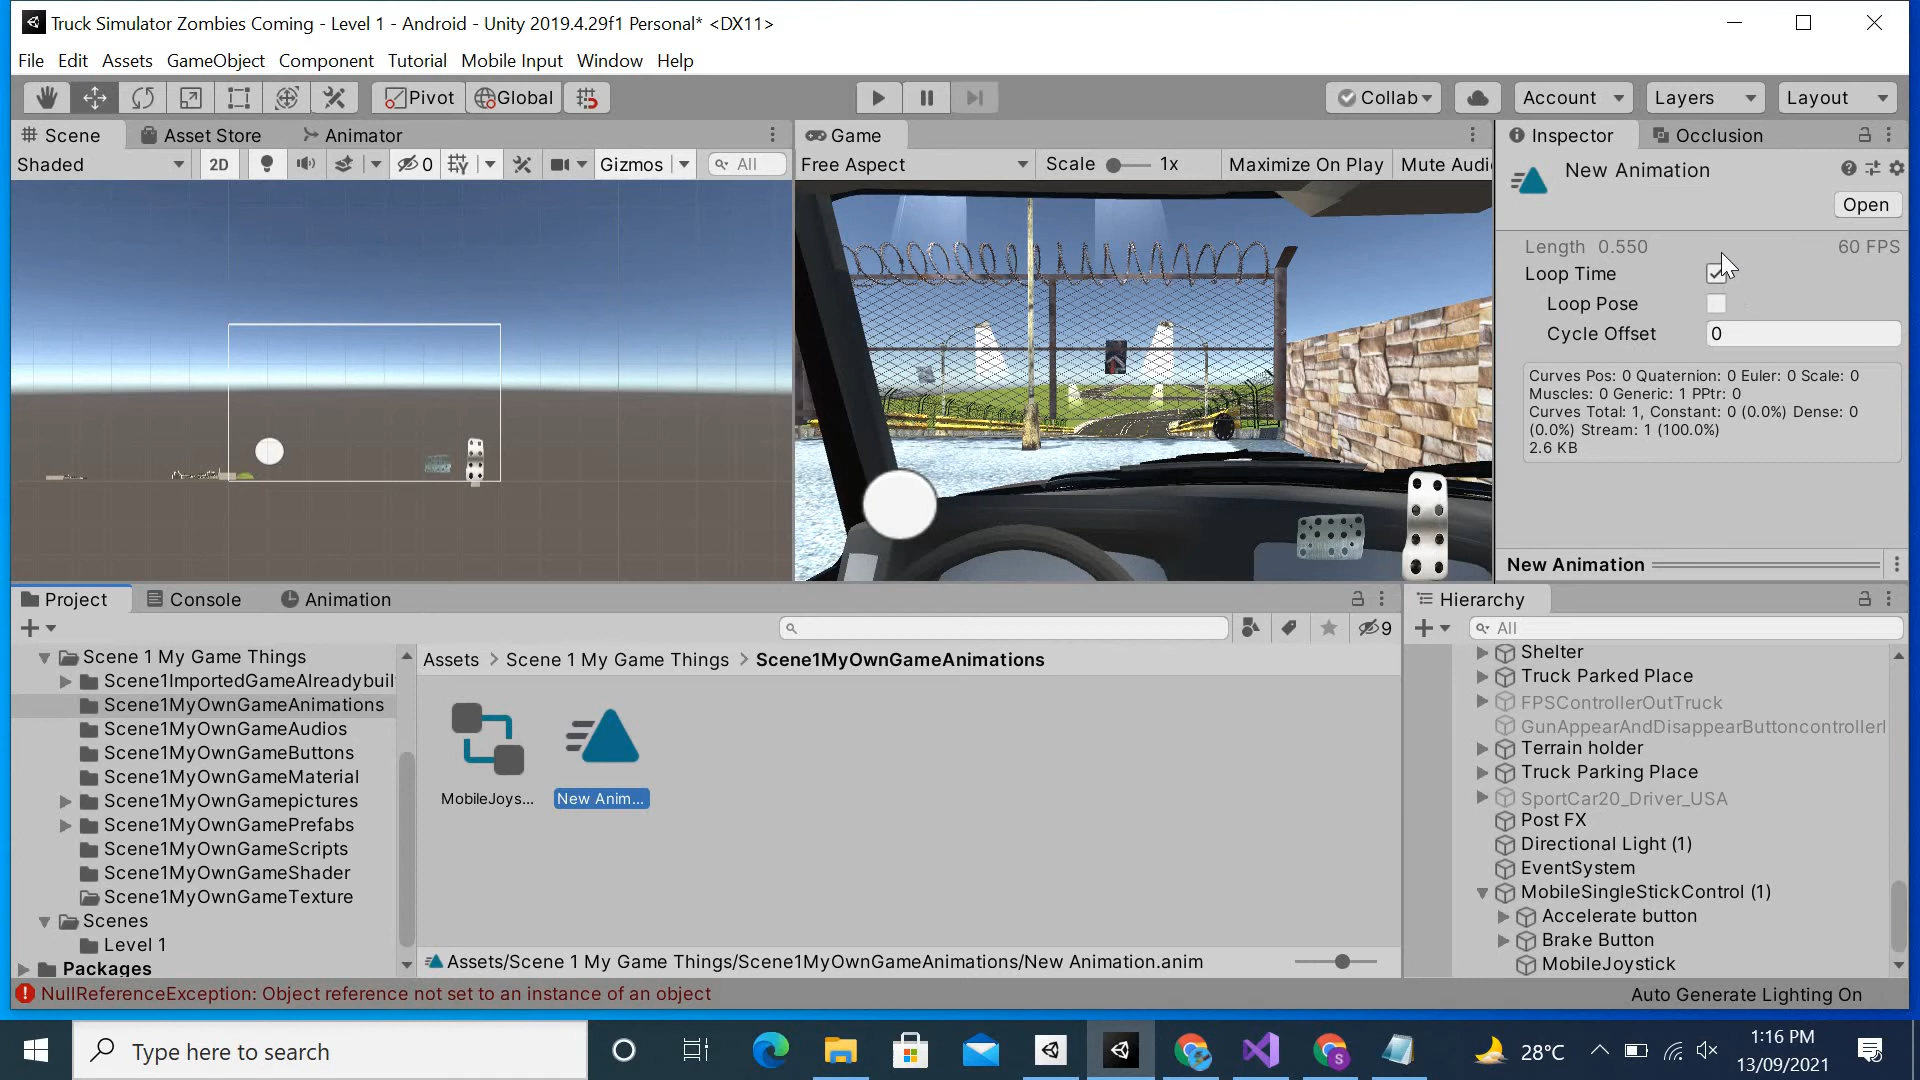 Truck Simulator Zombies Coming - Level 1 - Android - Unity 2019.4.29f1 Personal* <DX11>
File Edit Assets GameObject Component Tutorial Mobile Input Window Help
Pivot Global Collab Account Layers Layout
Scene Asset Store Animator
Shaded 2D 0 Gizmos All
Game
Free Aspect Scale 1x Maximize On Play Mute Audi
Inspector Occlusion
New Animation
Open
Length 0.550 60 FPS
Loop Time
Loop Pose
Cycle Offset 0
Curves Pos: 0 Quaternion: 0 Euler: 0 Scale: 0
Muscles: 0 Generic: 1 PPtr: 0
Curves Total: 1, Constant: 0 (0.0%) Dense: 0
(0.0%) Stream: 1 (100.0%)
2.6 KB
New Animation
Project Console Animation
9
Scene 1 My Game Things
Scene1ImportedGameAlreadybuil
Scene1MyOwnGameAnimations
Scene1MyOwnGameAudios
Scene1MyOwnGameButtons
Scene1MyOwnGameMaterial
Scene1MyOwnGamepictures
Scene1MyOwnGamePrefabs
Scene1MyOwnGameScripts
Scene1MyOwnGameShader
Scene1MyOwnGameTexture
Scenes
Level 1
Packages
Assets > Scene 1 My Game Things > Scene1MyOwnGameAnimations
MobileJoys... New Anim...
Assets/Scene 1 My Game Things/Scene1MyOwnGameAnimations/New Animation.anim
Hierarchy
All
Shelter
Truck Parked Place
FPSControllerOutTruck
GunAppearAndDisappearButtoncontrollerI
Terrain holder
Truck Parking Place
SportCar20_Driver_USA
Post FX
Directional Light (1)
EventSystem
MobileSingleStickControl (1)
Accelerate button
Brake Button
MobileJoystick
NullReferenceException: Object reference not set to an instance of an object
Auto Generate Lighting On
Type here to search
28°C
1:16 PM
13/09/2021